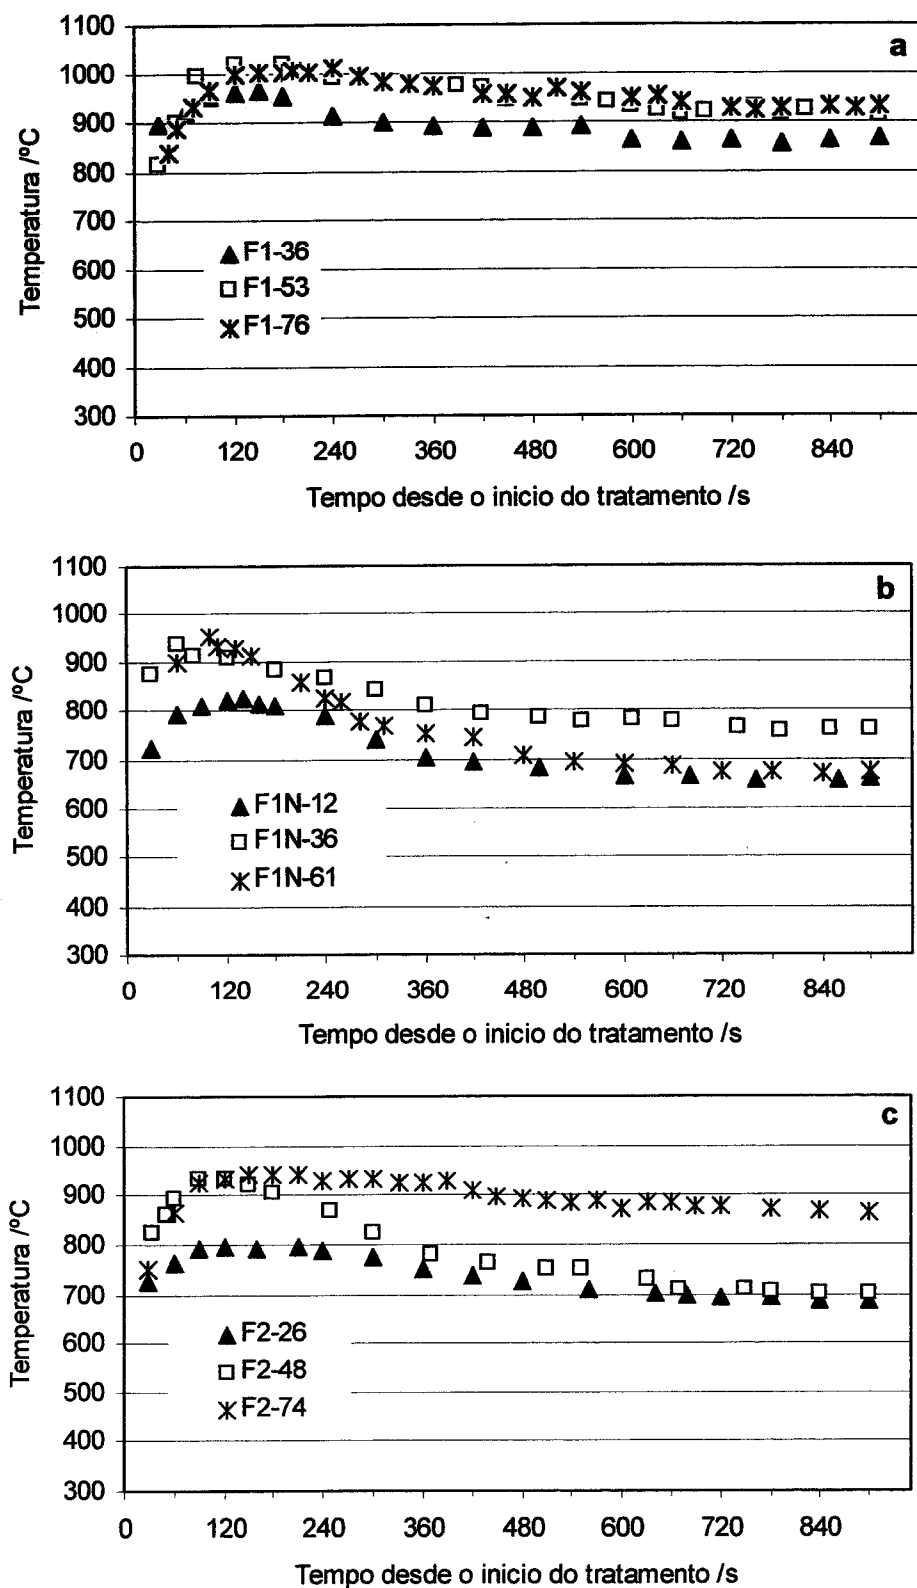 a
1100
1000
900
800
700
600
500
400
300
Temperatura /ºC
F1-36
F1-53
F1-76
0 120 240 360 480 600 720 840
Tempo desde o inicio do tratamento /s
b
1100
1000
900
800
700
600
500
400
300
Temperatura /ºC
F1N-12
F1N-36
F1N-61
0 120 240 360 480 600 720 840
Tempo desde o inicio do tratamento /s
c
1100
1000
900
800
700
600
500
400
300
Temperatura /ºC
F2-26
F2-48
F2-74
0 120 240 360 480 600 720 840
Tempo desde o inicio do tratamento /s